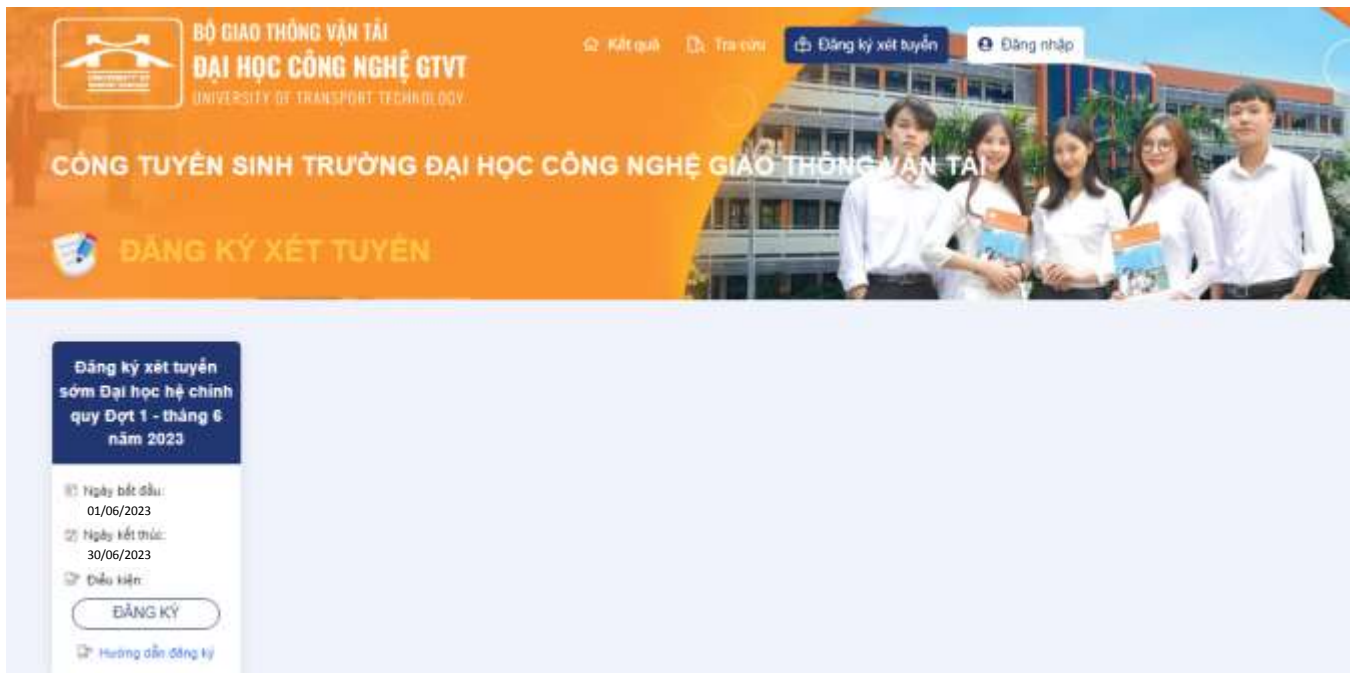 BỘ GIAO THÔNG VẬN TẢI
ĐẠI HỌC CÔNG NGHỆ GTVT
UNIVERSITY OF TRANSPORT TECHNOLOGY
Kết quả
Tra cứu
Đăng ký xét tuyển
Đăng nhập
CỔNG TUYỂN SINH TRƯỜNG ĐẠI HỌC CÔNG NGHỆ GIAO THÔNG VẬN TẢI
ĐĂNG KÝ XÉT TUYỂN
Đăng ký xét tuyển
sớm Đại học hệ chính
quy Đợt 1 - tháng 6
năm 2023
Ngày bắt đầu:
01/06/2023
Ngày kết thúc:
30/06/2023
Điều kiện
ĐĂNG KÝ
Hướng dẫn đăng ký